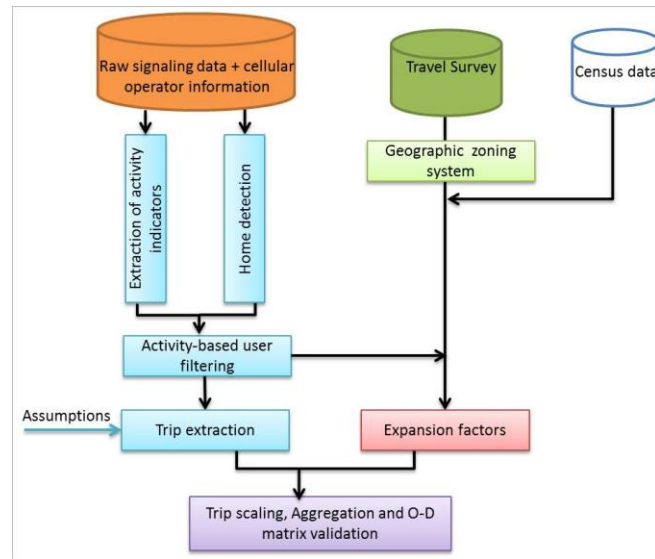 Raw signaling data + cellular
operator information
Travel Survey
Census data
Geographic zoning
system
Extraction of activity
indicators
Home detection
Activity-based user
filtering
Assumptions
Trip extraction
Expansion factors
Trip scaling, Aggregation and O-D
matrix validation